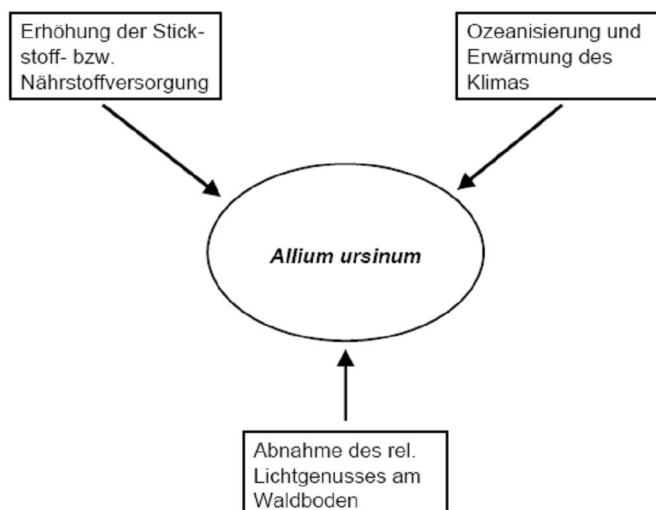 Erhöhung der Stick-
stoff- bzw.
Nährstoffversorgung
Ozeanisierung und
Erwärmung des
Klimas
Allium ursinum
Abnahme des rel.
Lichtgenusses am
Waldboden